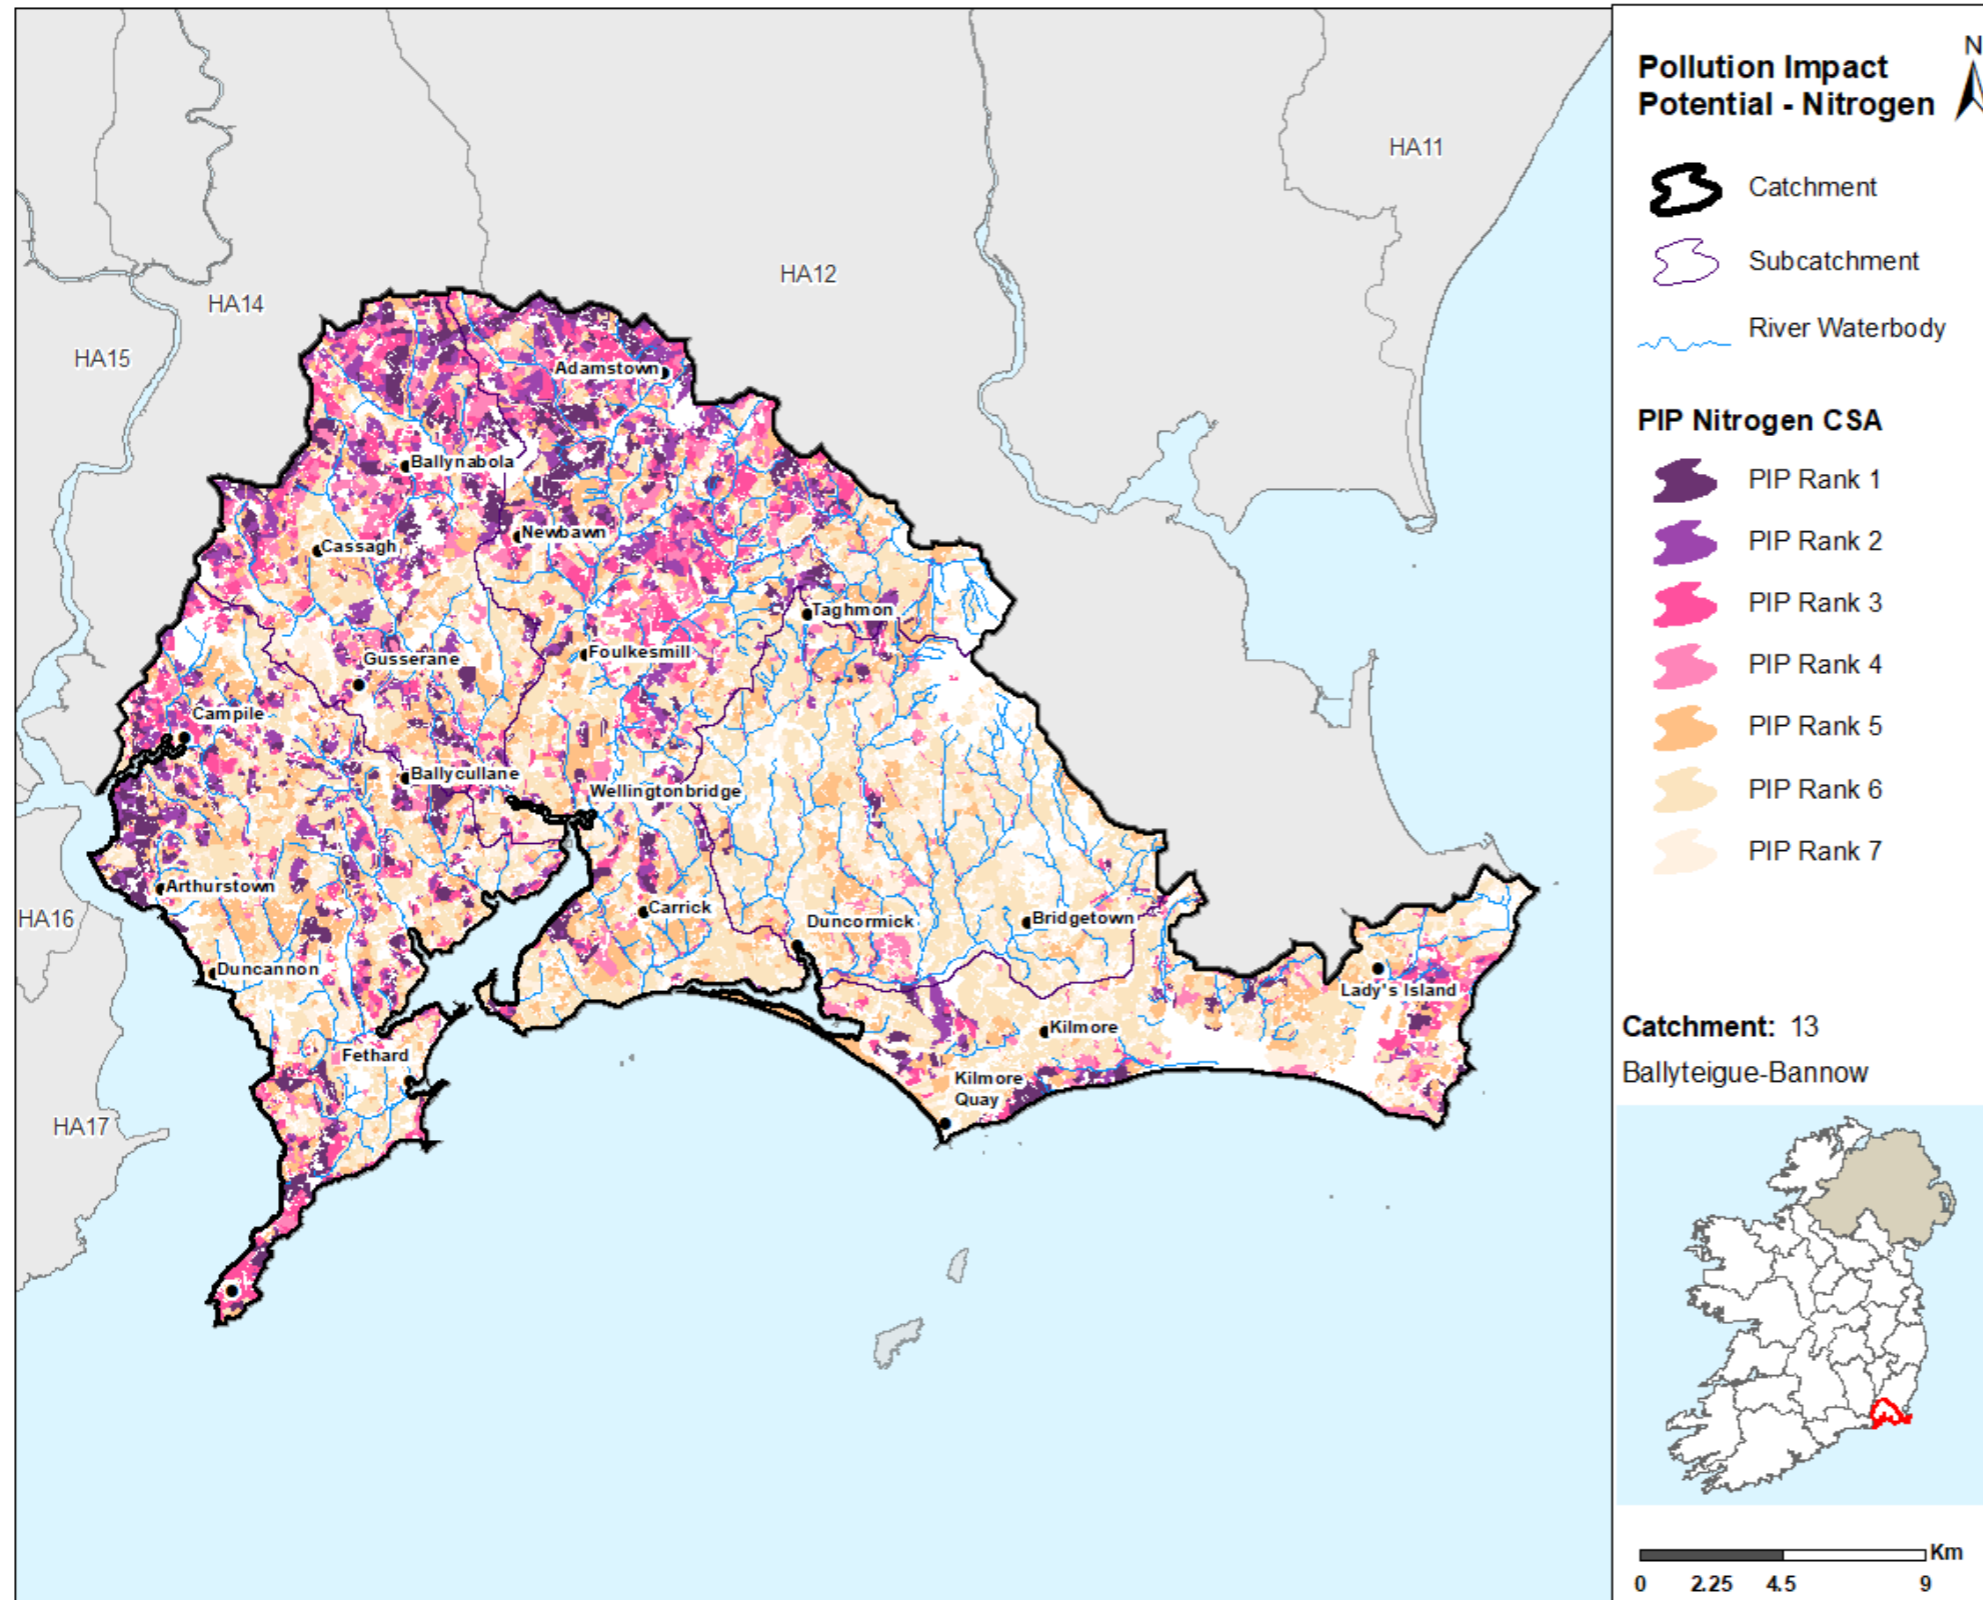 HA11
HA12
HA14
HA15
HA16
HA17
Adamstown
Ballynabola
Newbawn
Cassagh
Taghmon
Foulkesmill
Gusserane
Campile
Ballycullane
Wellingtonbridge
Arthurstown
Carrick
Duncormick
Bridgetown
Duncannon
Lady's Island
Kilmore
Fethard
Kilmore
Quay
N
Pollution Impact
Potential - Nitrogen
Catchment
Subcatchment
River Waterbody
PIP Nitrogen CSA
PIP Rank 1
PIP Rank 2
PIP Rank 3
PIP Rank 4
PIP Rank 5
PIP Rank 6
PIP Rank 7
Catchment: 13
Ballyteigue-Bannow
Km
0 2.25 4.5 9